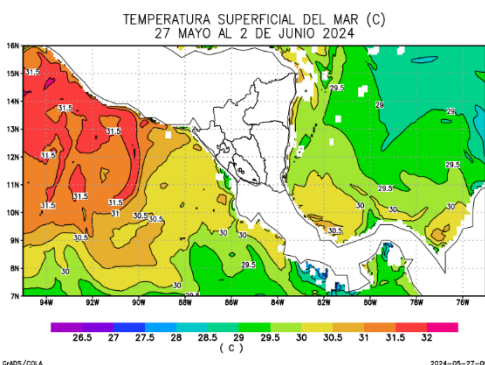 TEMPERATURA SUPERFICIAL DEL MAR (C)
27 MAYO AL 2 DE JUNIO 2024
16N
15N
14N
13N
12N
11N
10N
9N
8N
7N
31.5
31.5
31.5
31.5
31.5
31.5
31.5
31
30.5
30.5
30.5
30
30
29.5
29.5
29
29.5
29.5
30
30
30.5
30
94W 92W 90W 88W 86W 84W 82W 80W 78W 76W
26.5 27 27.5 28 28.5 29 29.5 30 30.5 31 31.5 32
( C )
GrADS/COLA